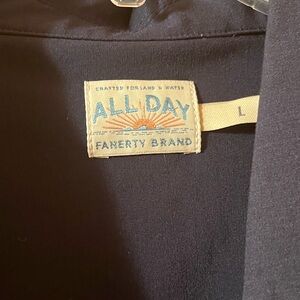 CRAFTED FOR LAND & WATER
ALL DAY
FAHERTY BRAND
L